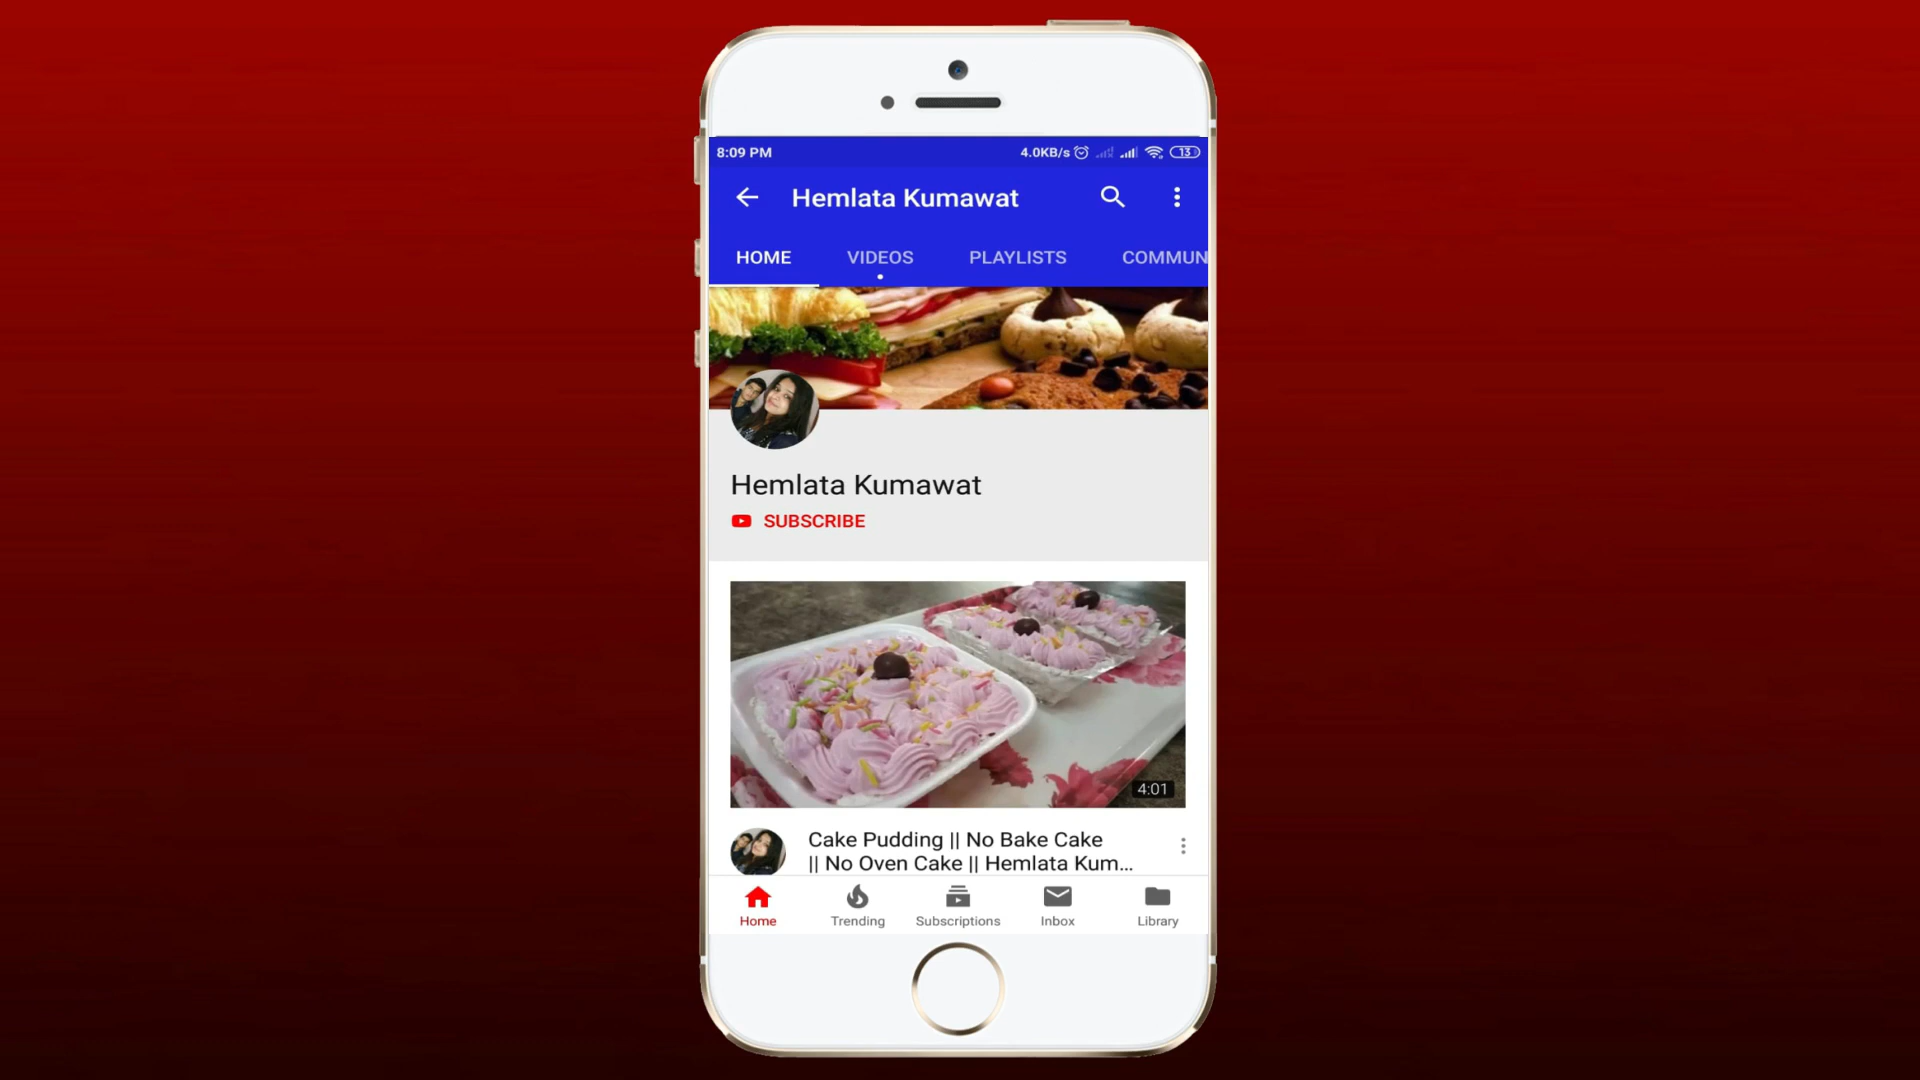 8:09 PM 4.0KB/s 13
Hemlata Kumawat
HOME VIDEOS PLAYLISTS COMMUN
Hemlata Kumawat
SUBSCRIBE
4:01
Cake Pudding || No Bake Cake
|| No Oven Cake || Hemlata Kum...
Home Trending Subscriptions Inbox Library